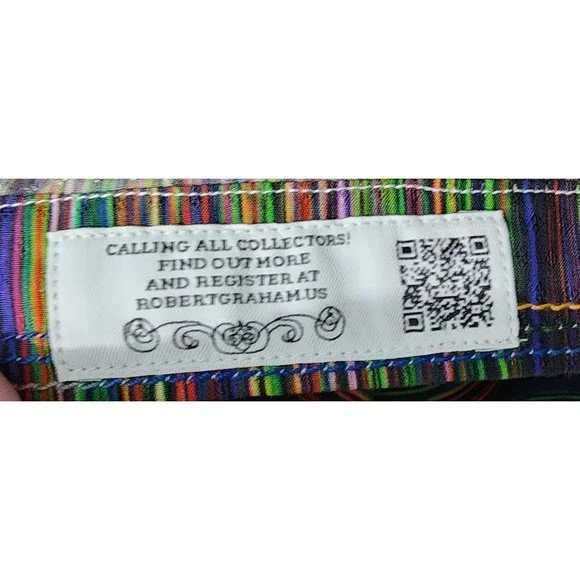 CALLING ALL COLLECTORS!
FIND OUT MORE
AND REGISTER AT
ROBERTGRAHAM.US